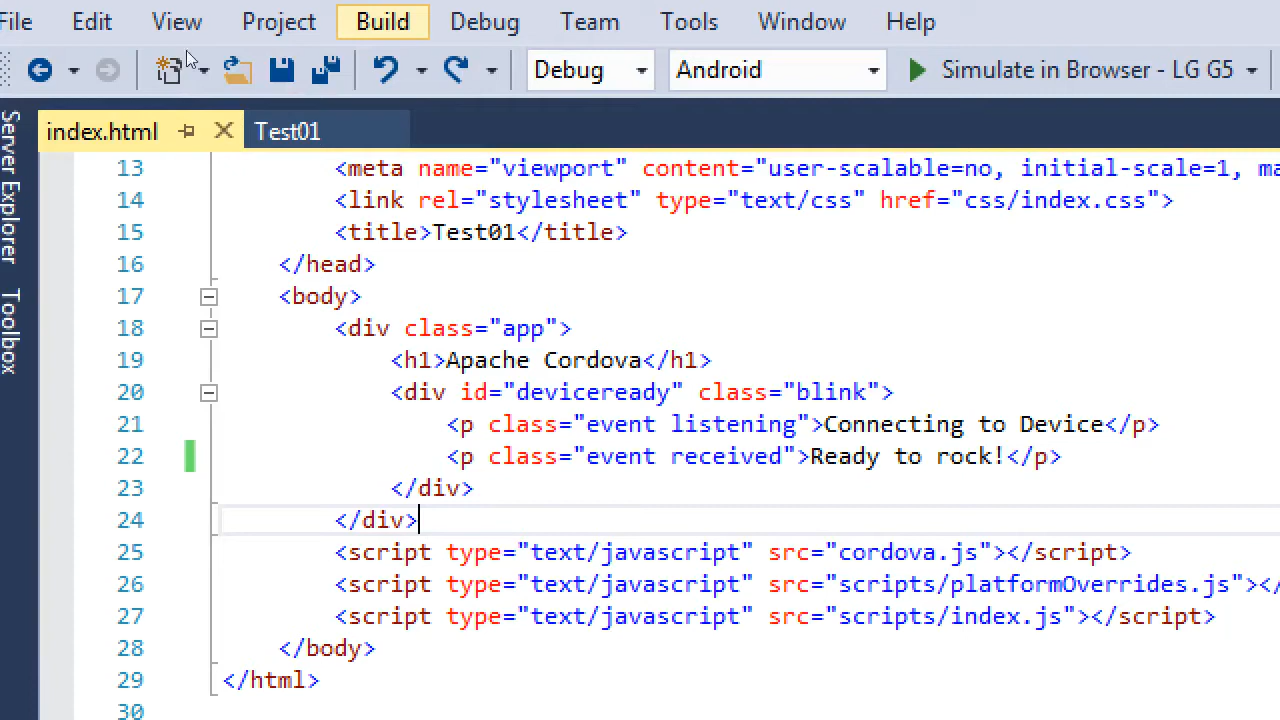 File Edit View Project Build Debug Team Tools Window Help
Debug Android Simulate in Browser - LG G5
Server Explorer
Toolbox
index.html Test01
13 <meta name="viewport" content="user-scalable=no, initial-scale=1, ma
14 <link rel="stylesheet" type="text/css" href="css/index.css">
15 <title>Test01</title>
16 </head>
17 <body>
18 <div class="app">
19 <h1>Apache Cordova</h1>
20 <div id="deviceready" class="blink">
21 <p class="event listening">Connecting to Device</p>
22 <p class="event received">Ready to rock!</p>
23 </div>
24 </div>
25 <script type="text/javascript" src="cordova.js"></script>
26 <script type="text/javascript" src="scripts/platformOverrides.js"></
27 <script type="text/javascript" src="scripts/index.js"></script>
28 </body>
29 </html>
30